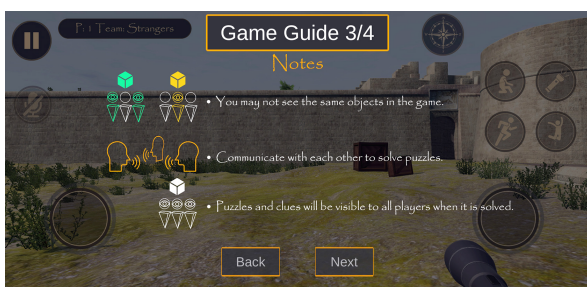 P: 1 Team: Strangers
Game Guide 3/4
Notes
• You may not see the same objects in the game.
• Communicate with each other to solve puzzles.
• Puzzles and clues will be visible to all players when it is solved.
Back
Next